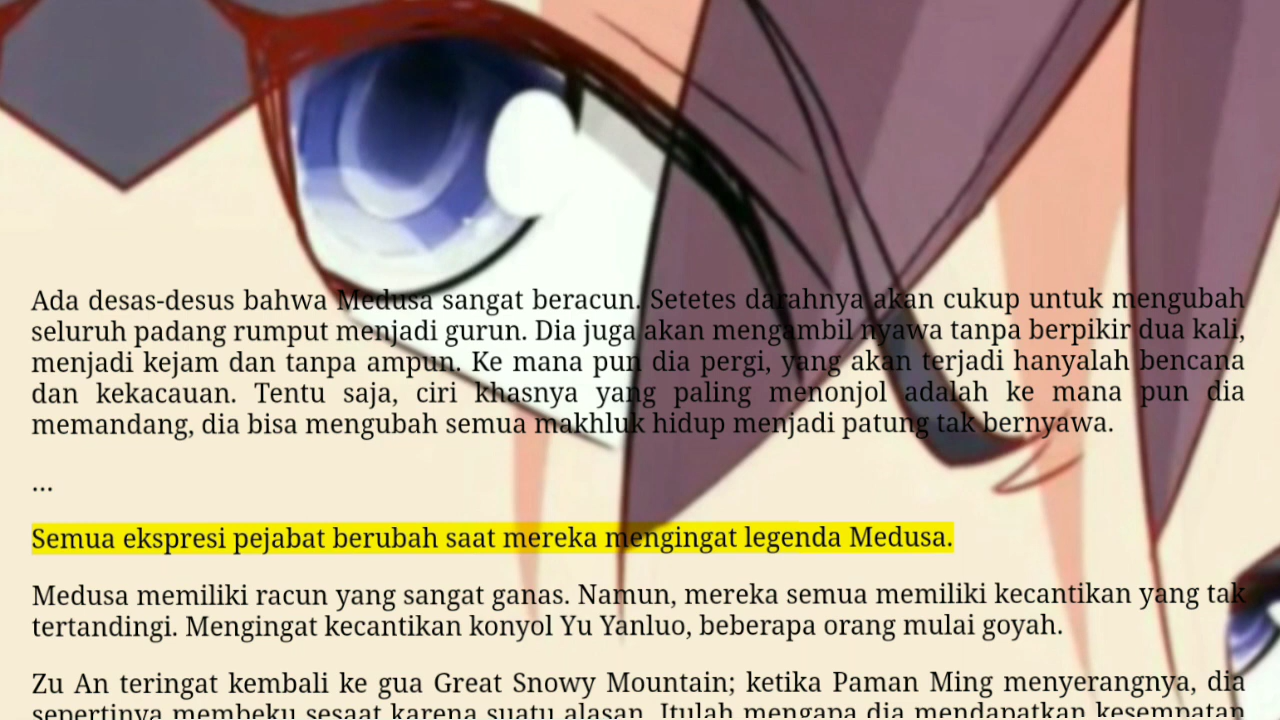 Ada desas-desus bahwa Medusa sangat beracun. Setetes darahnya akan cukup untuk mengubah
seluruh padang rumput menjadi gurun. Dia juga akan mengambil nyawa tanpa berpikir dua kali,
menjadi kejam dan tanpa ampun. Ke mana pun dia pergi, yang akan terjadi hanyalah bencana
dan kekacauan. Tentu saja, ciri khasnya yang paling menonjol adalah ke mana pun dia
memandang, dia bisa mengubah semua makhluk hidup menjadi patung tak bernyawa.
...
Semua ekspresi pejabat berubah saat mereka mengingat legenda Medusa.
Medusa memiliki racun yang sangat ganas. Namun, mereka semua memiliki kecantikan yang tak
tertandingi. Mengingat kecantikan konyol Yu Yanluo, beberapa orang mulai goyah.
Zu An teringat kembali ke gua Great Snowy Mountain; ketika Paman Ming menyerangnya, dia
sepertinya membeku sesaat karena suatu alasan. Itulah mengapa dia mendapatkan kesempatan